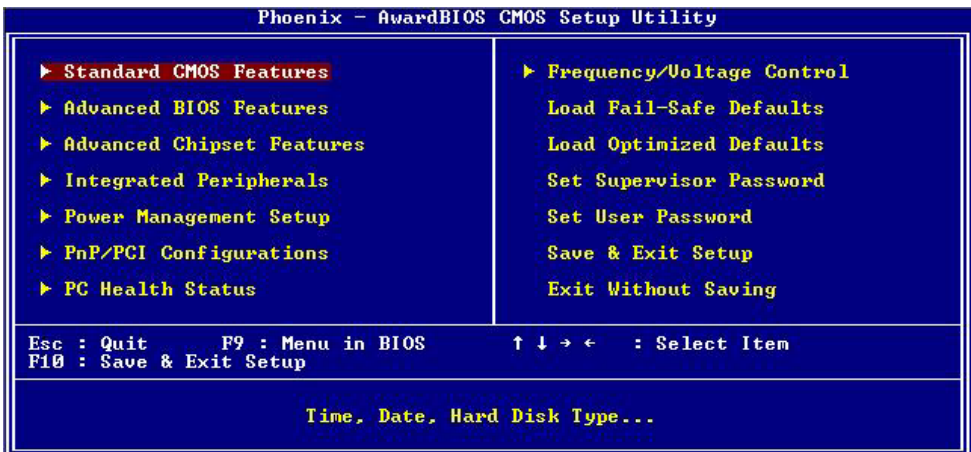 Phoenix - AwardBIOS CMOS Setup Utility
► Standard CMOS Features
► Advanced BIOS Features
► Advanced Chipset Features
► Integrated Peripherals
► Power Management Setup
► PnP/PCI Configurations
► PC Health Status
► Frequency/Voltage Control
Load Fail-Safe Defaults
Load Optimized Defaults
Set Supervisor Password
Set User Password
Save & Exit Setup
Exit Without Saving
Esc : Quit F9 : Menu in BIOS ↑ ↓ → ← : Select Item
F10 : Save & Exit Setup
Time, Date, Hard Disk Type...